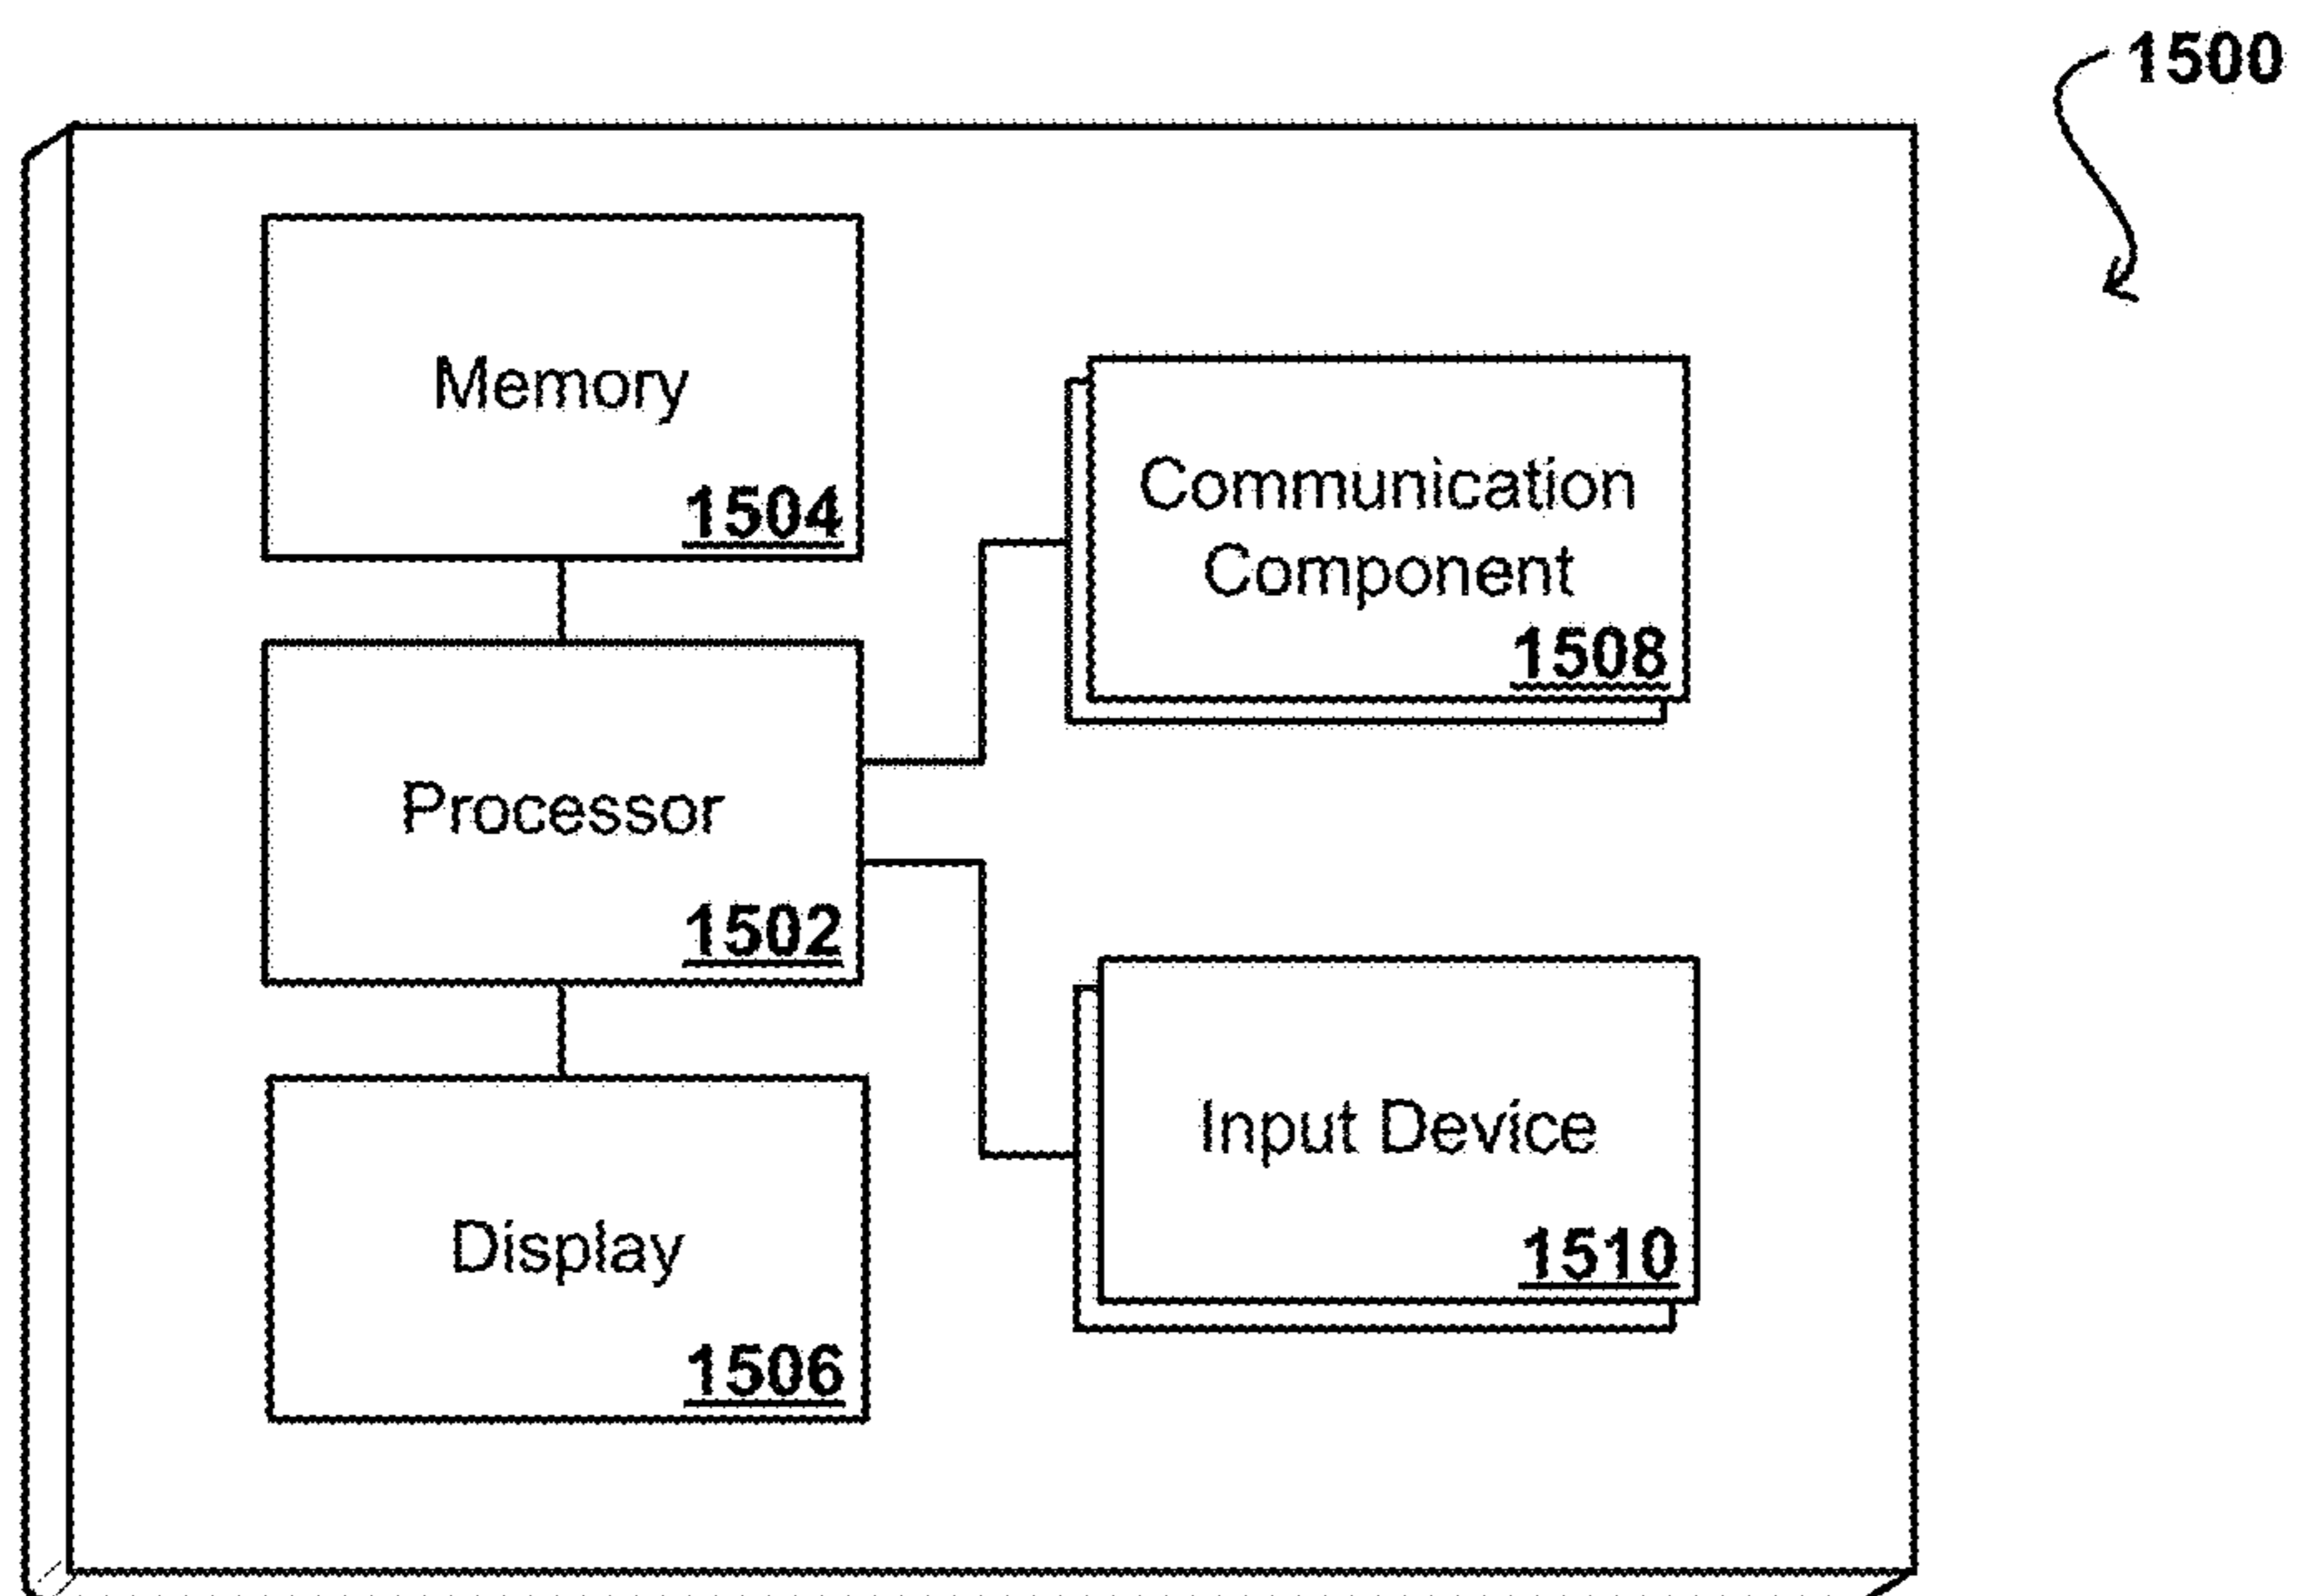 1500
Memory
1504
Communication
Component
1508
Processor
1502
Input Device
1510
Display
1506